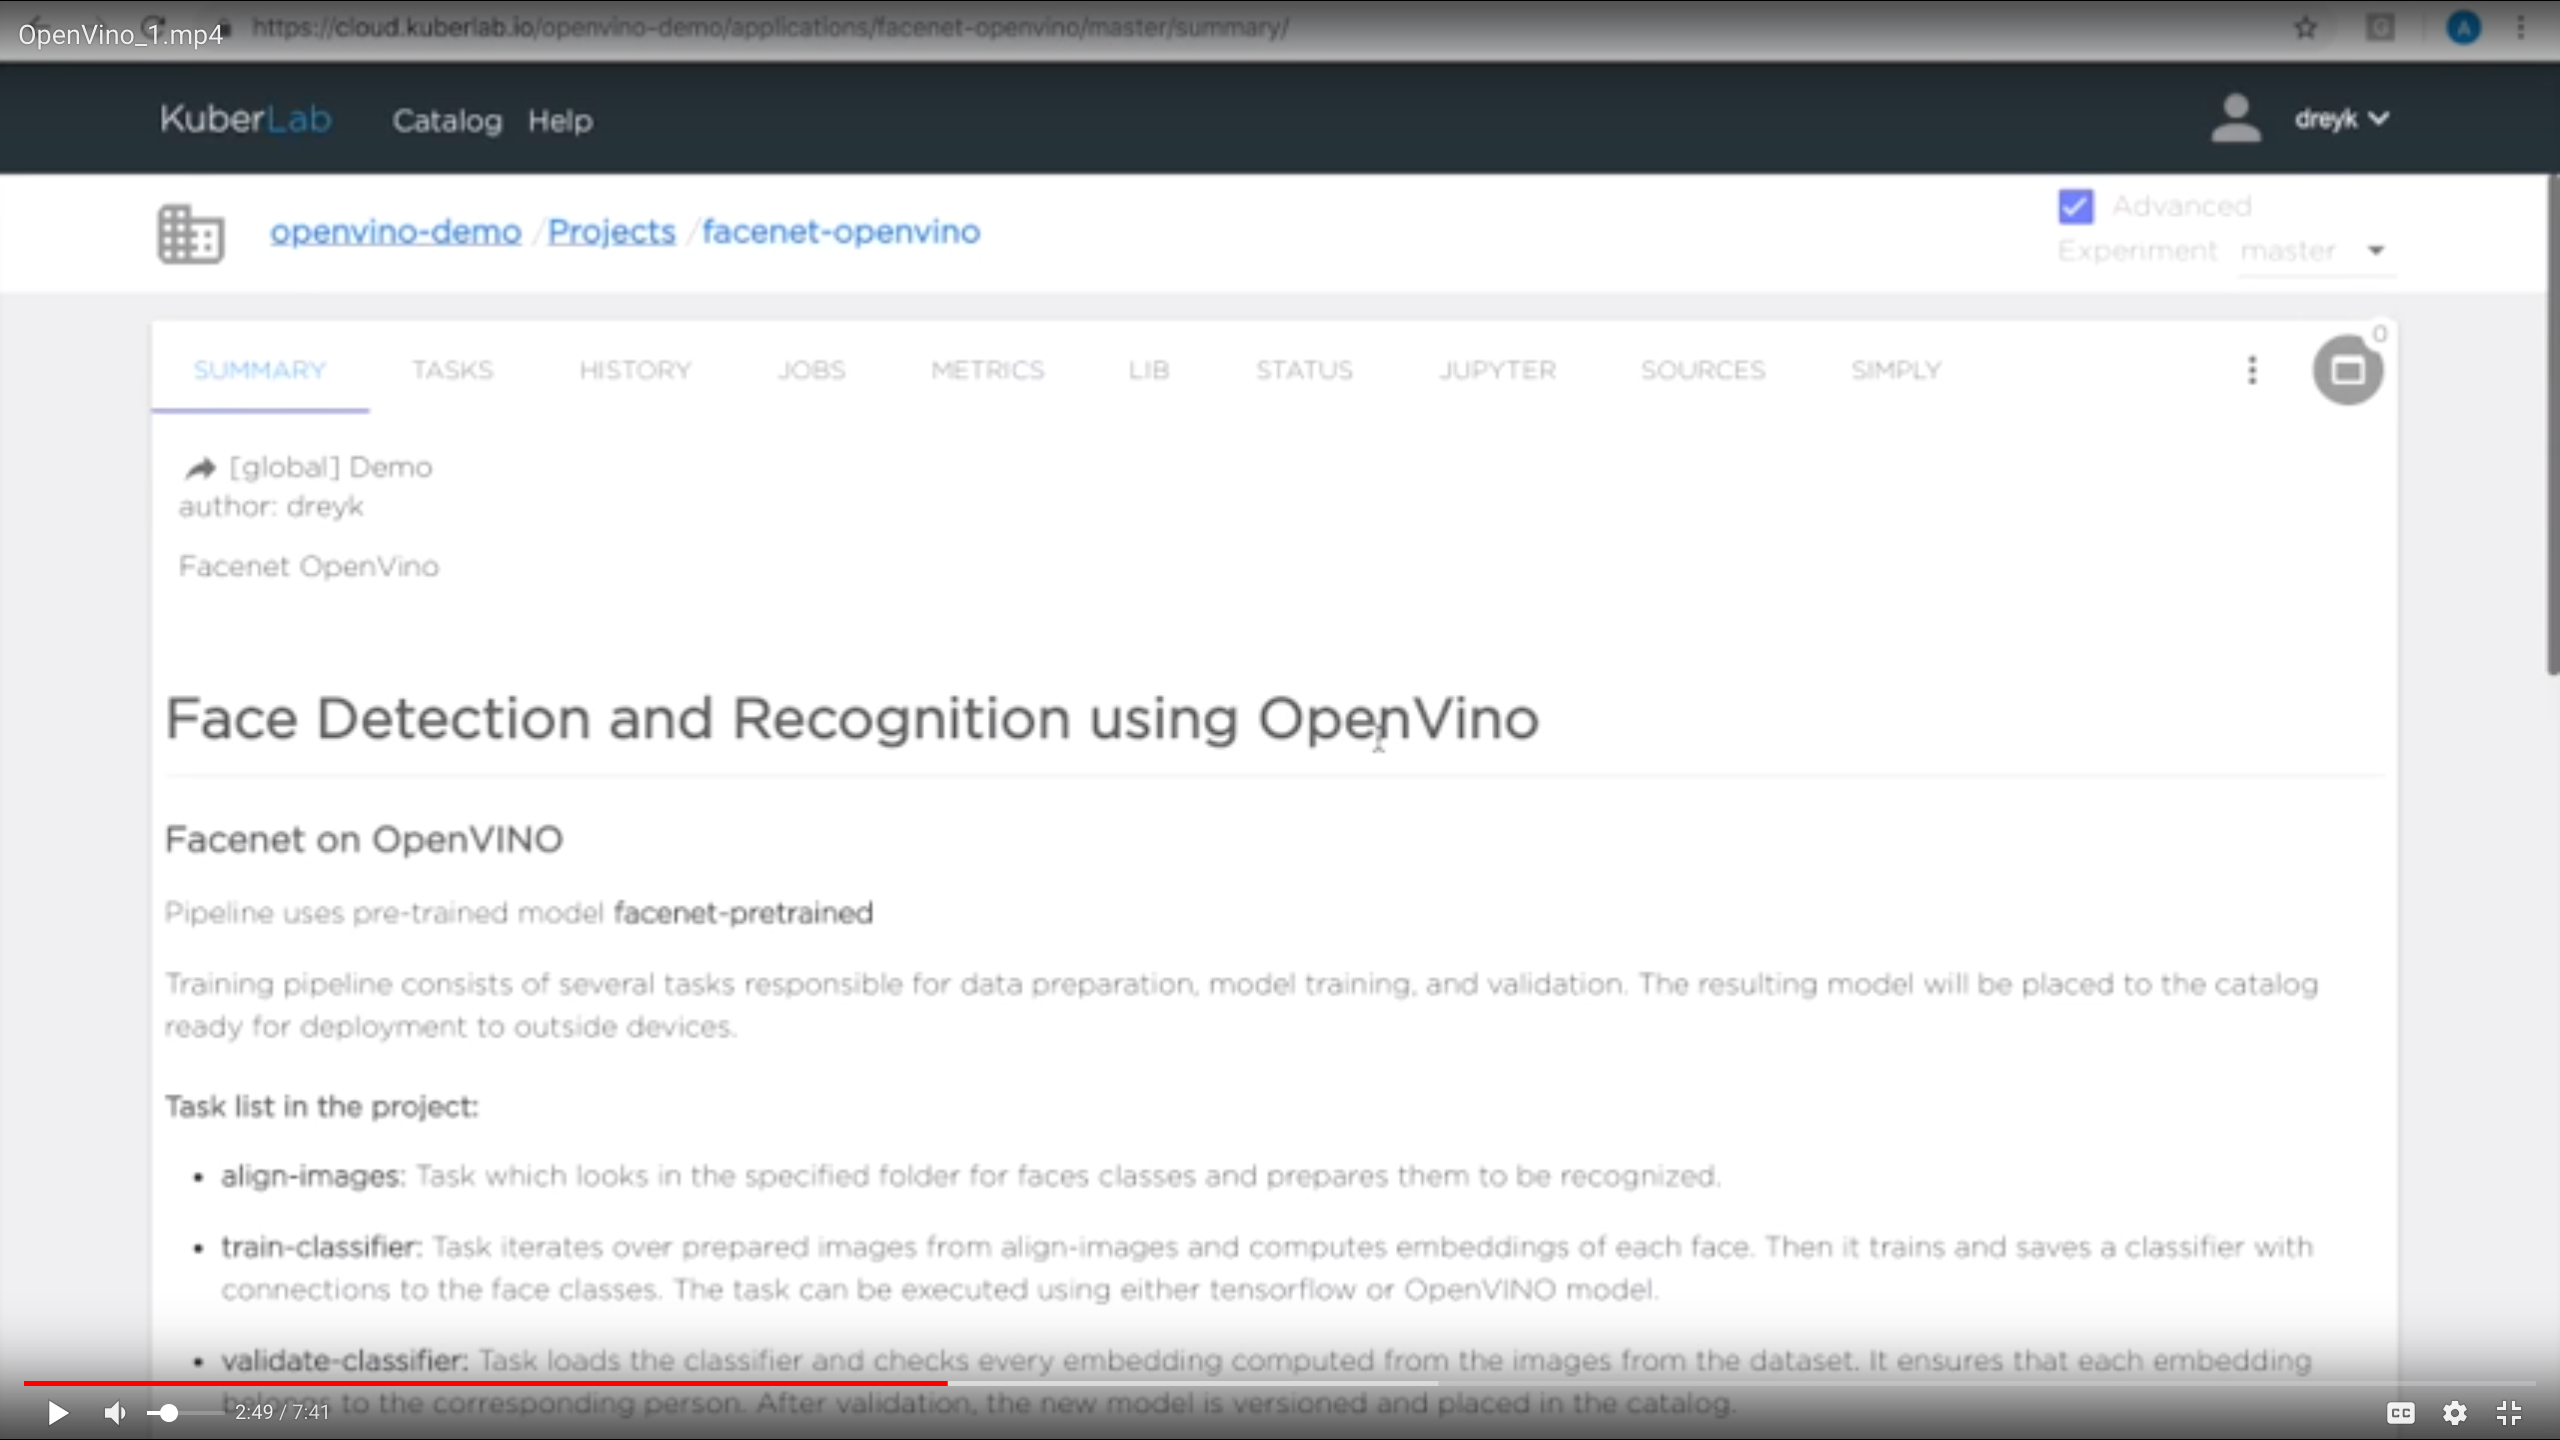 https://cloud.kuberlab.io/openvino-demo/applications/facenet-openvino/master/summary/
OpenVino_1.mp4
A
KuberLab Catalog Help dreyk
openvino-demo / Projects / facenet-openvino
Advanced
Experiment master
SUMMARY TASKS HISTORY JOBS METRICS LIB STATUS JUPYTER SOURCES SIMPLY
0
[global] Demo
author: dreyk
Facenet OpenVino
Face Detection and Recognition using OpenVino
Facenet on OpenVINO
Pipeline uses pre-trained model facenet-pretrained
Training pipeline consists of several tasks responsible for data preparation, model training, and validation. The resulting model will be placed to the catalog
ready for deployment to outside devices.
Task list in the project:
• align-images: Task which looks in the specified folder for faces classes and prepares them to be recognized.
• train-classifier: Task iterates over prepared images from align-images and computes embeddings of each face. Then it trains and saves a classifier with
connections to the face classes. The task can be executed using either tensorflow or OpenVINO model.
• validate-classifier: Task loads the classifier and checks every embedding computed from the images from the dataset. It ensures that each embedding
belongs to the corresponding person. After validation, the new model is versioned and placed in the catalog.
2:49 / 7:41
CC